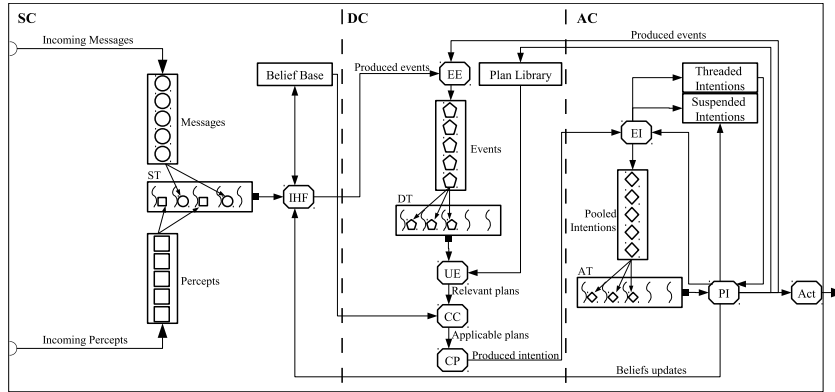 SC
DC
AC
Incoming Messages
Produced events
Belief Base
Produced events
EE
Plan Library
Threaded
Intentions
Suspended
Intentions
Messages
EI
Events
ST
IHF
DT
Pooled
Intentions
Percepts
UE
AT
Relevant plans
PI
Act
CC
Applicable plans
Incoming Percepts
CP
Produced intention
Beliefs updates